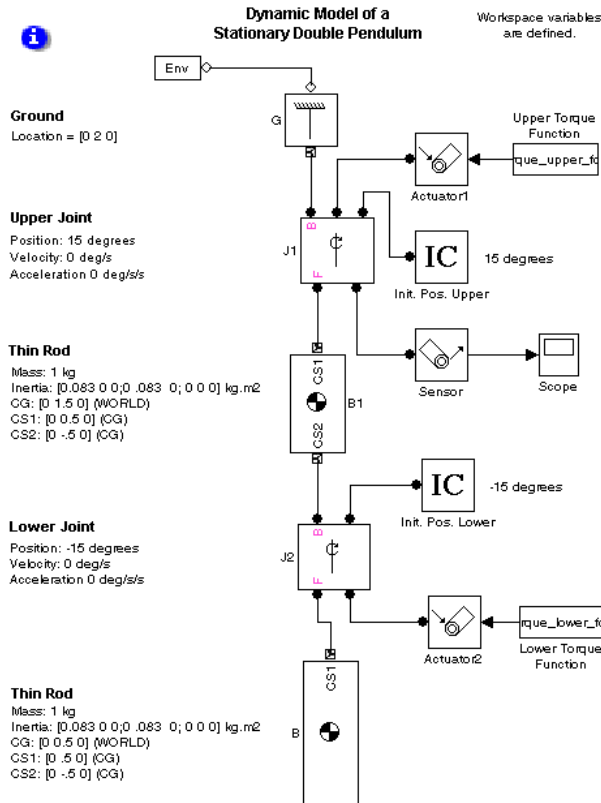 Dynamic Model of a
Stationary Double Pendulum
Workspace variables
are defined.
i
Env
Ground
Location = [0 2 0]
G
Upper Torque
Function
rque_upper_fo
Actuator1
Upper Joint
Position: 15 degrees
Velocity: 0 deg/s
Acceleration 0 deg/s/s
J1
B
F
IC
15 degrees
Init. Pos. Upper
Thin Rod
Mass: 1 kg
Inertia: [0.083 0 0;0 .083 0; 0 0 0] kg.m2
CG: [0 1.5 0] (WORLD)
CS1: [0 0.5 0] (CG)
CS2: [0 -.5 0] (CG)
CS1
CS2
B1
Sensor
Scope
IC
-15 degrees
Init. Pos. Lower
Lower Joint
Position: -15 degrees
Velocity: 0 deg/s
Acceleration 0 deg/s/s
J2
B
F
rque_lower_fo
Actuator2
Lower Torque
Function
Thin Rod
Mass: 1 kg
Inertia: [0.083 0 0;0 .083 0; 0 0 0] kg.m2
CG: [0 0.5 0] (WORLD)
CS1: [0 .5 0] (CG)
CS2: [0 -.5 0] (CG)
CS1
B